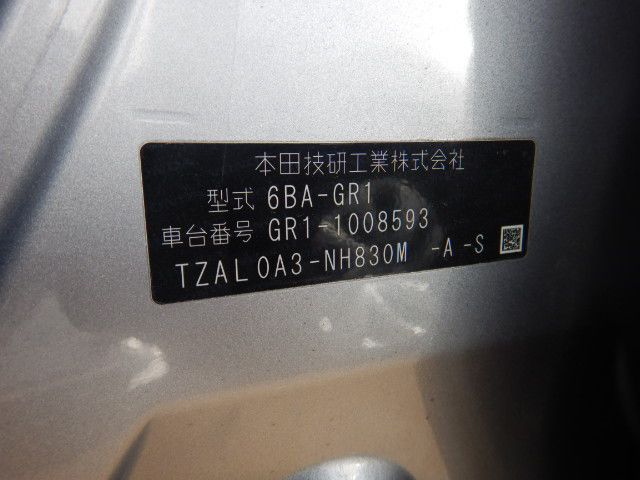 本田技研工業株式会社
型式 6BA-GR1
車台番号 GR1-1008593
TZAL0A3-NH830M -A-S